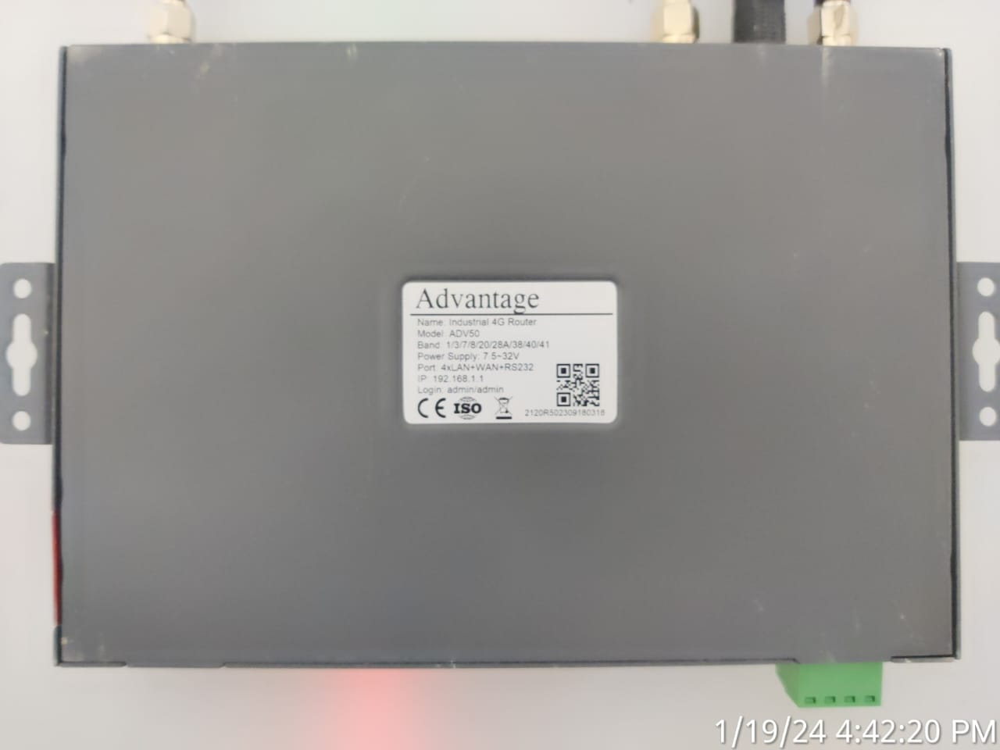 Advantage
Name: Industrial 4G Router
Model: ADV50
Band: 1/3/7/8/20/28A/38/40/41
Power Supply: 7.5~32V
Port: 4xLAN+WAN+RS232
IP: 192.168.1.1
Login: admin/admin
CE ISO
2120R502309180318
1/19/24 4:42:20 PM